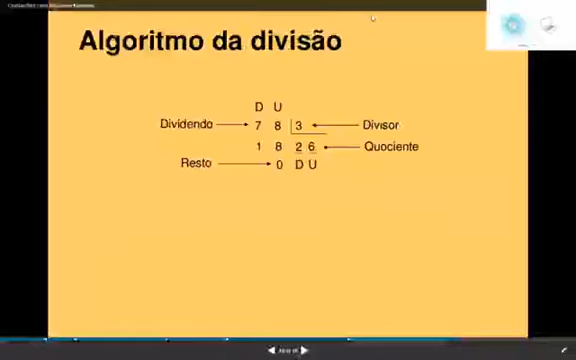 Algoritmo da divisão
D U
Dividendo 7 8 3 Divisor
1 8 2 6 Quociente
Resto 0 D U